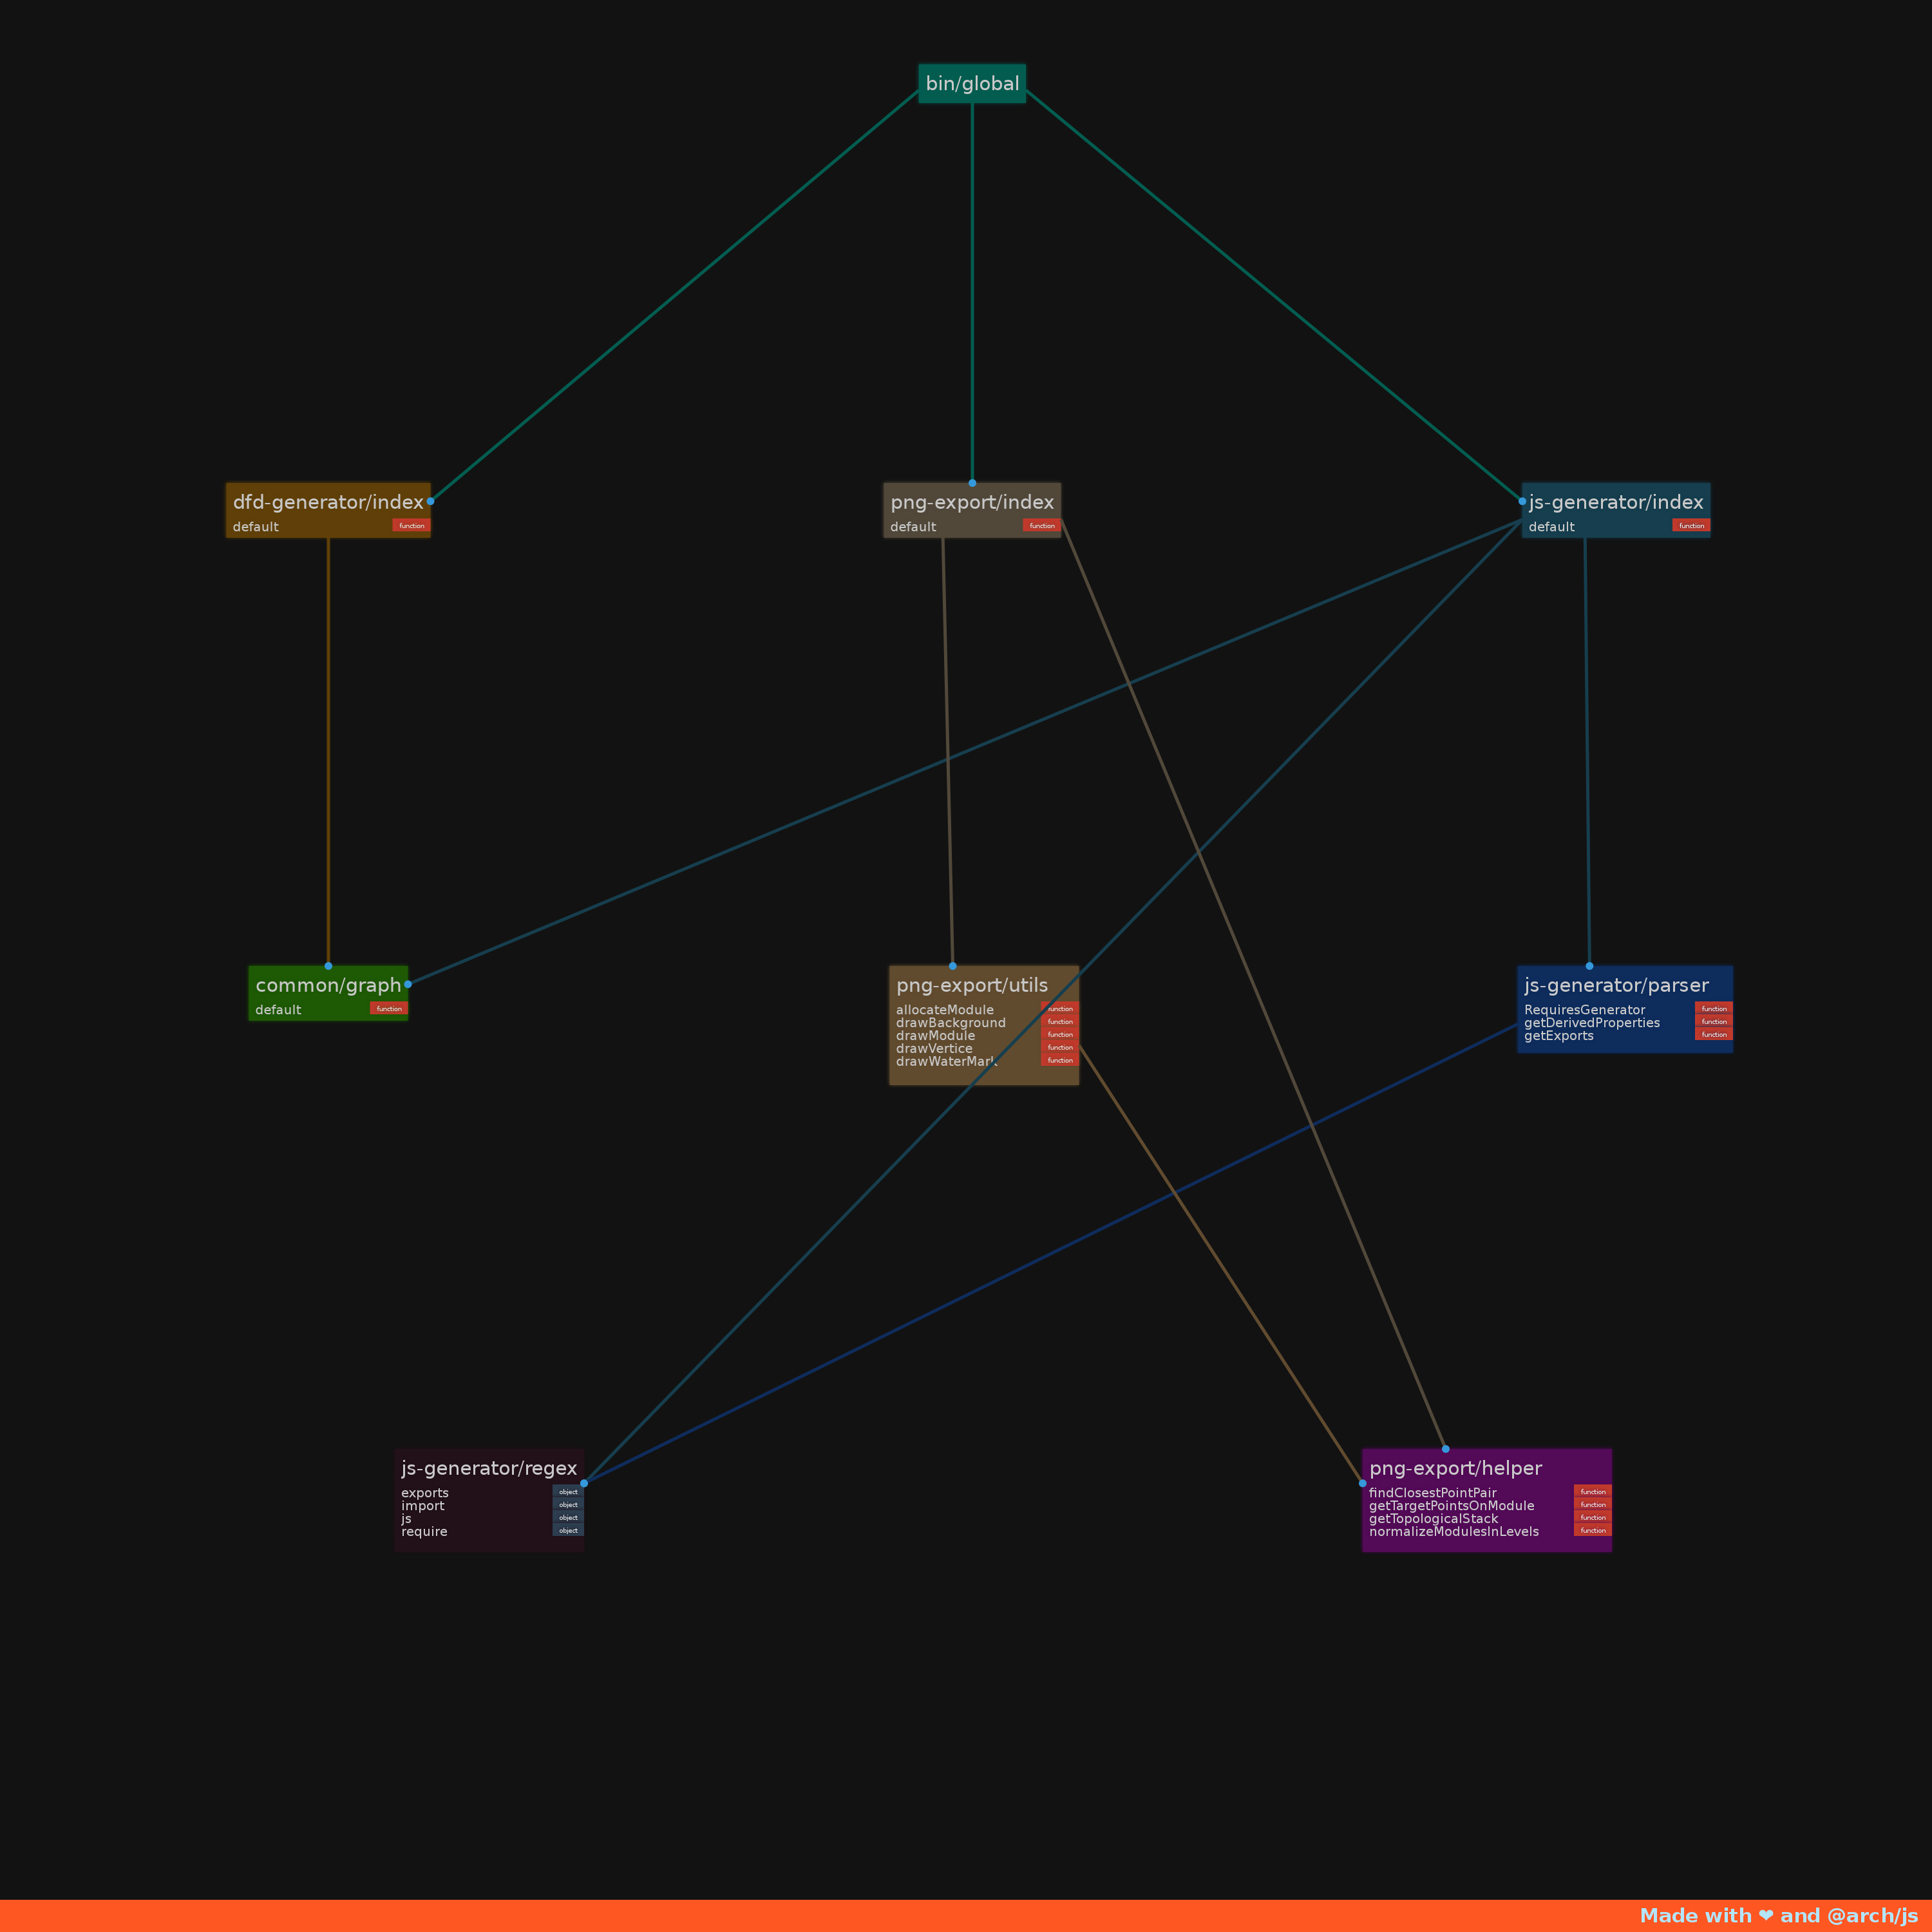 bin/global
dfd-generator/index
default function
png-export/index
default function
js-generator/index
default function
common/graph
default function
png-export/utils
allocateModule function
drawBackground function
drawModule function
drawVertice function
drawWaterMark function
js-generator/parser
RequiresGenerator function
getDerivedProperties function
getExports function
js-generator/regex
exports object
import object
js object
require object
png-export/helper
findClosestPointPair function
getTargetPointsOnModule function
getTopologicalStack function
normalizeModulesInLevels function
Made with ❤ and @arch/js